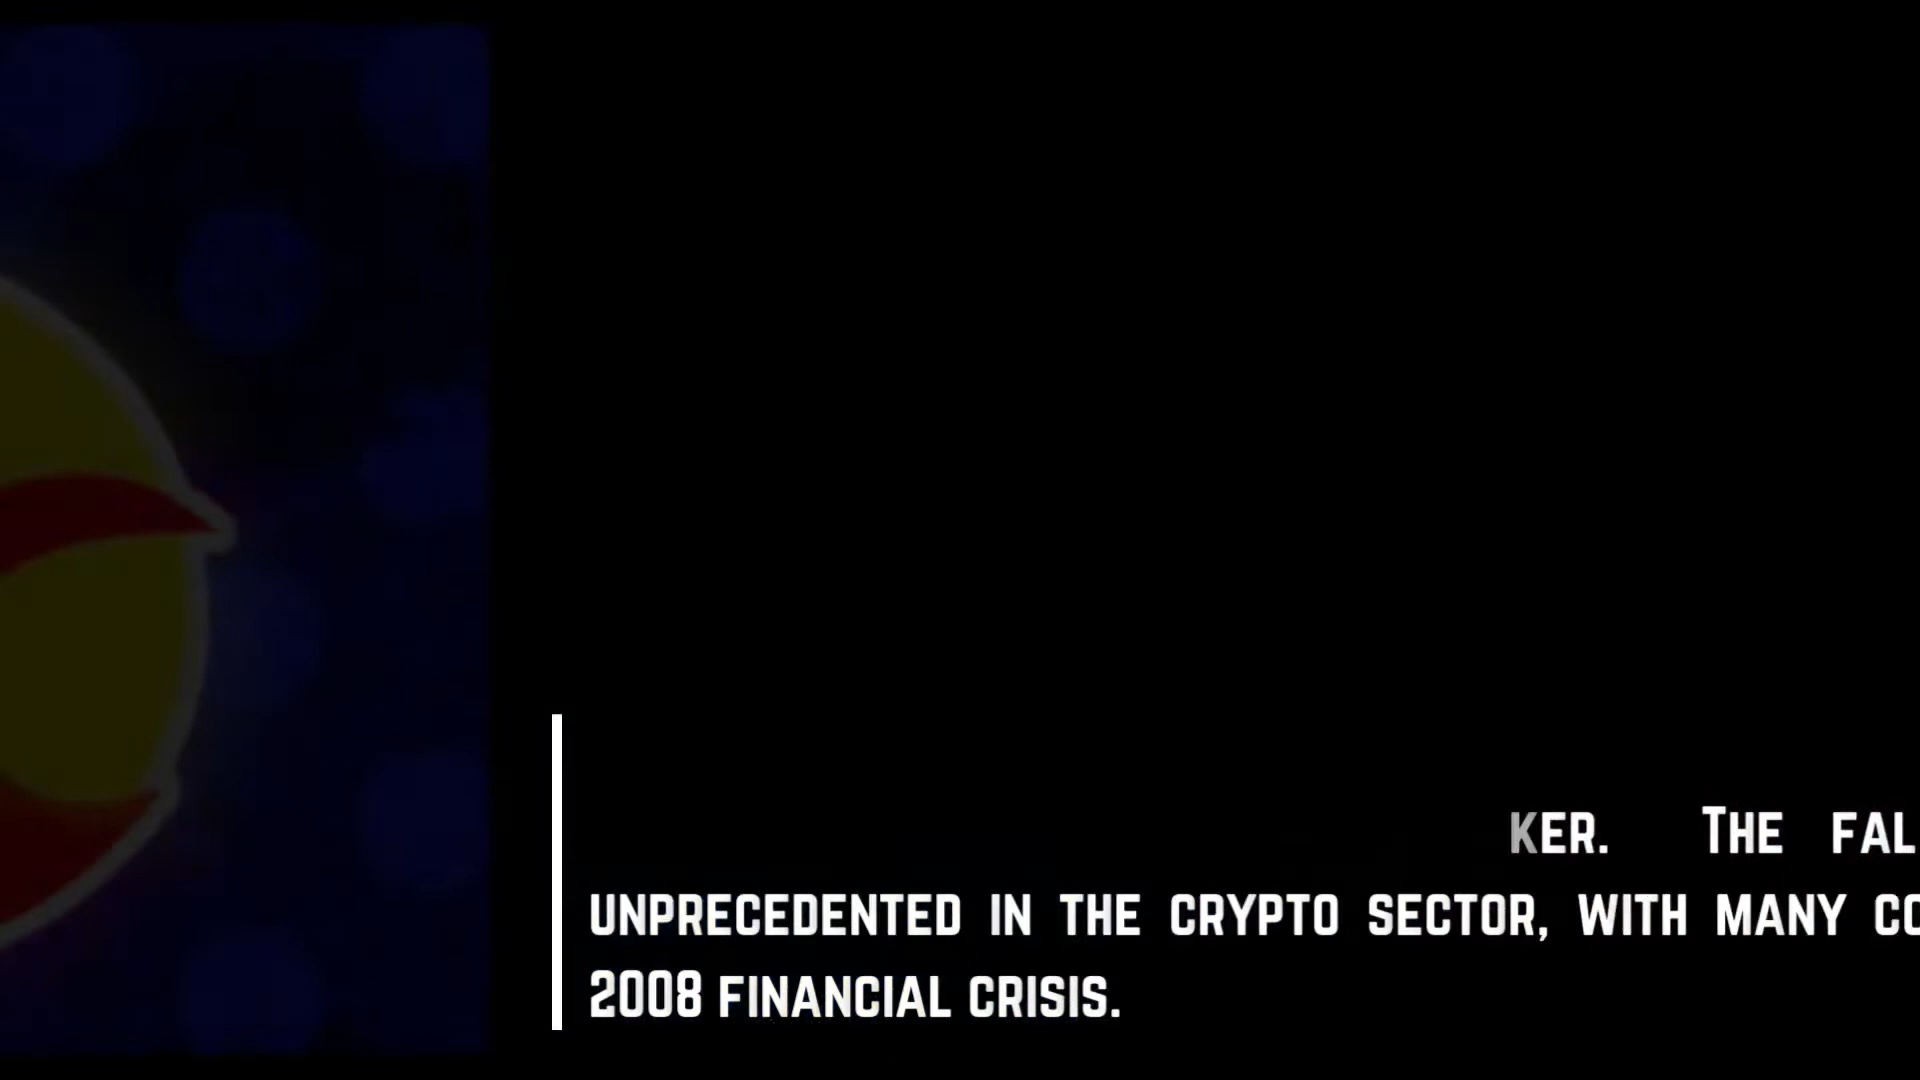 KER. THE FAL
UNPRECEDENTED IN THE CRYPTO SECTOR, WITH MANY CO
2008 FINANCIAL CRISIS.